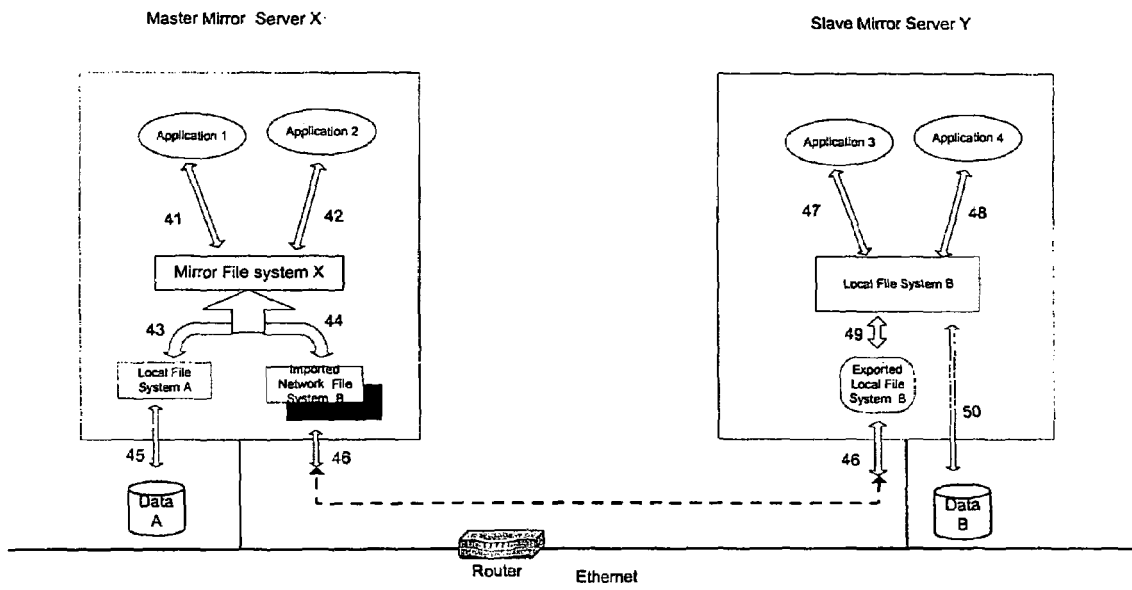 Master Mirror Server X
Slave Mirror Server Y
Application 1
Application 2
Application 3
Application 4
41
42
47
48
Mirror File system X
Local File System B
43
44
49
Local File
System A
Imported
Network File
System B
Exported
Local File
System B
50
45
46
46
Data
A
Data
B
Router
Ethernet